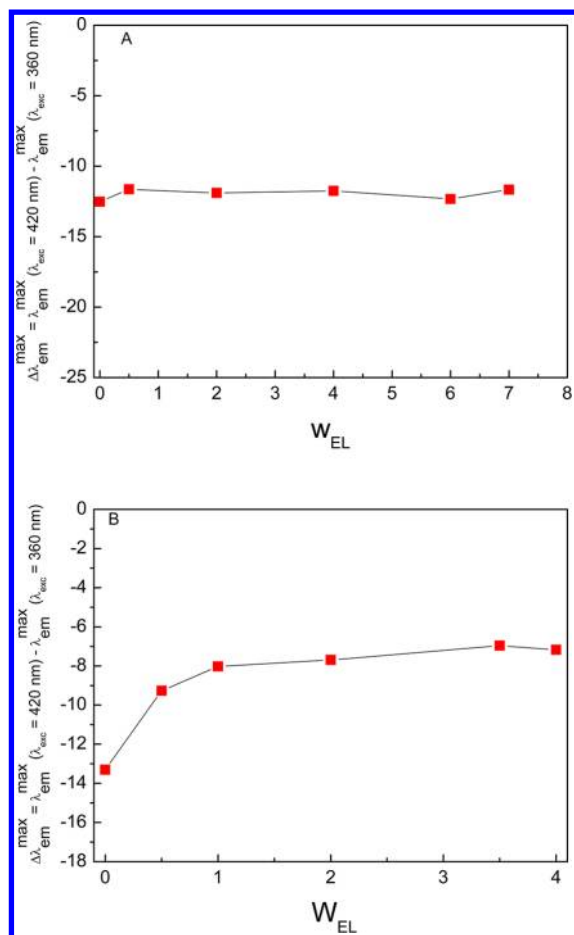 A
0
-5
-10
-15
-20
-25
0 1 2 3 4 5 6 7 8
Δλ_em^max = λ_em^max (λ_exc = 420 nm) - λ_em^max (λ_exc = 360 nm)
w_EL
B
0
-2
-4
-6
-8
-10
-12
-14
-16
-18
0 1 2 3 4
Δλ_em^max = λ_em^max (λ_exc = 420 nm) - λ_em^max (λ_exc = 360 nm)
W_EL